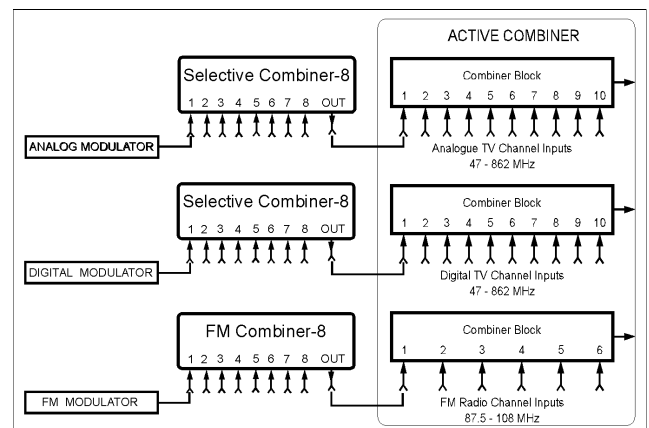 ACTIVE COMBINER
Selective Combiner-8
1 2 3 4 5 6 7 8 OUT
Combiner Block
1 2 3 4 5 6 7 8 9 10
ANALOG MODULATOR
Analogue TV Channel Inputs
47 - 862 MHz
Selective Combiner-8
1 2 3 4 5 6 7 8 OUT
Combiner Block
1 2 3 4 5 6 7 8 9 10
DIGITAL MODULATOR
Digital TV Channel Inputs
47 - 862 MHz
FM Combiner-8
1 2 3 4 5 6 7 8 OUT
Combiner Block
1 2 3 4 5 6
FM MODULATOR
FM Radio Channel Inputs
87.5 - 108 MHz